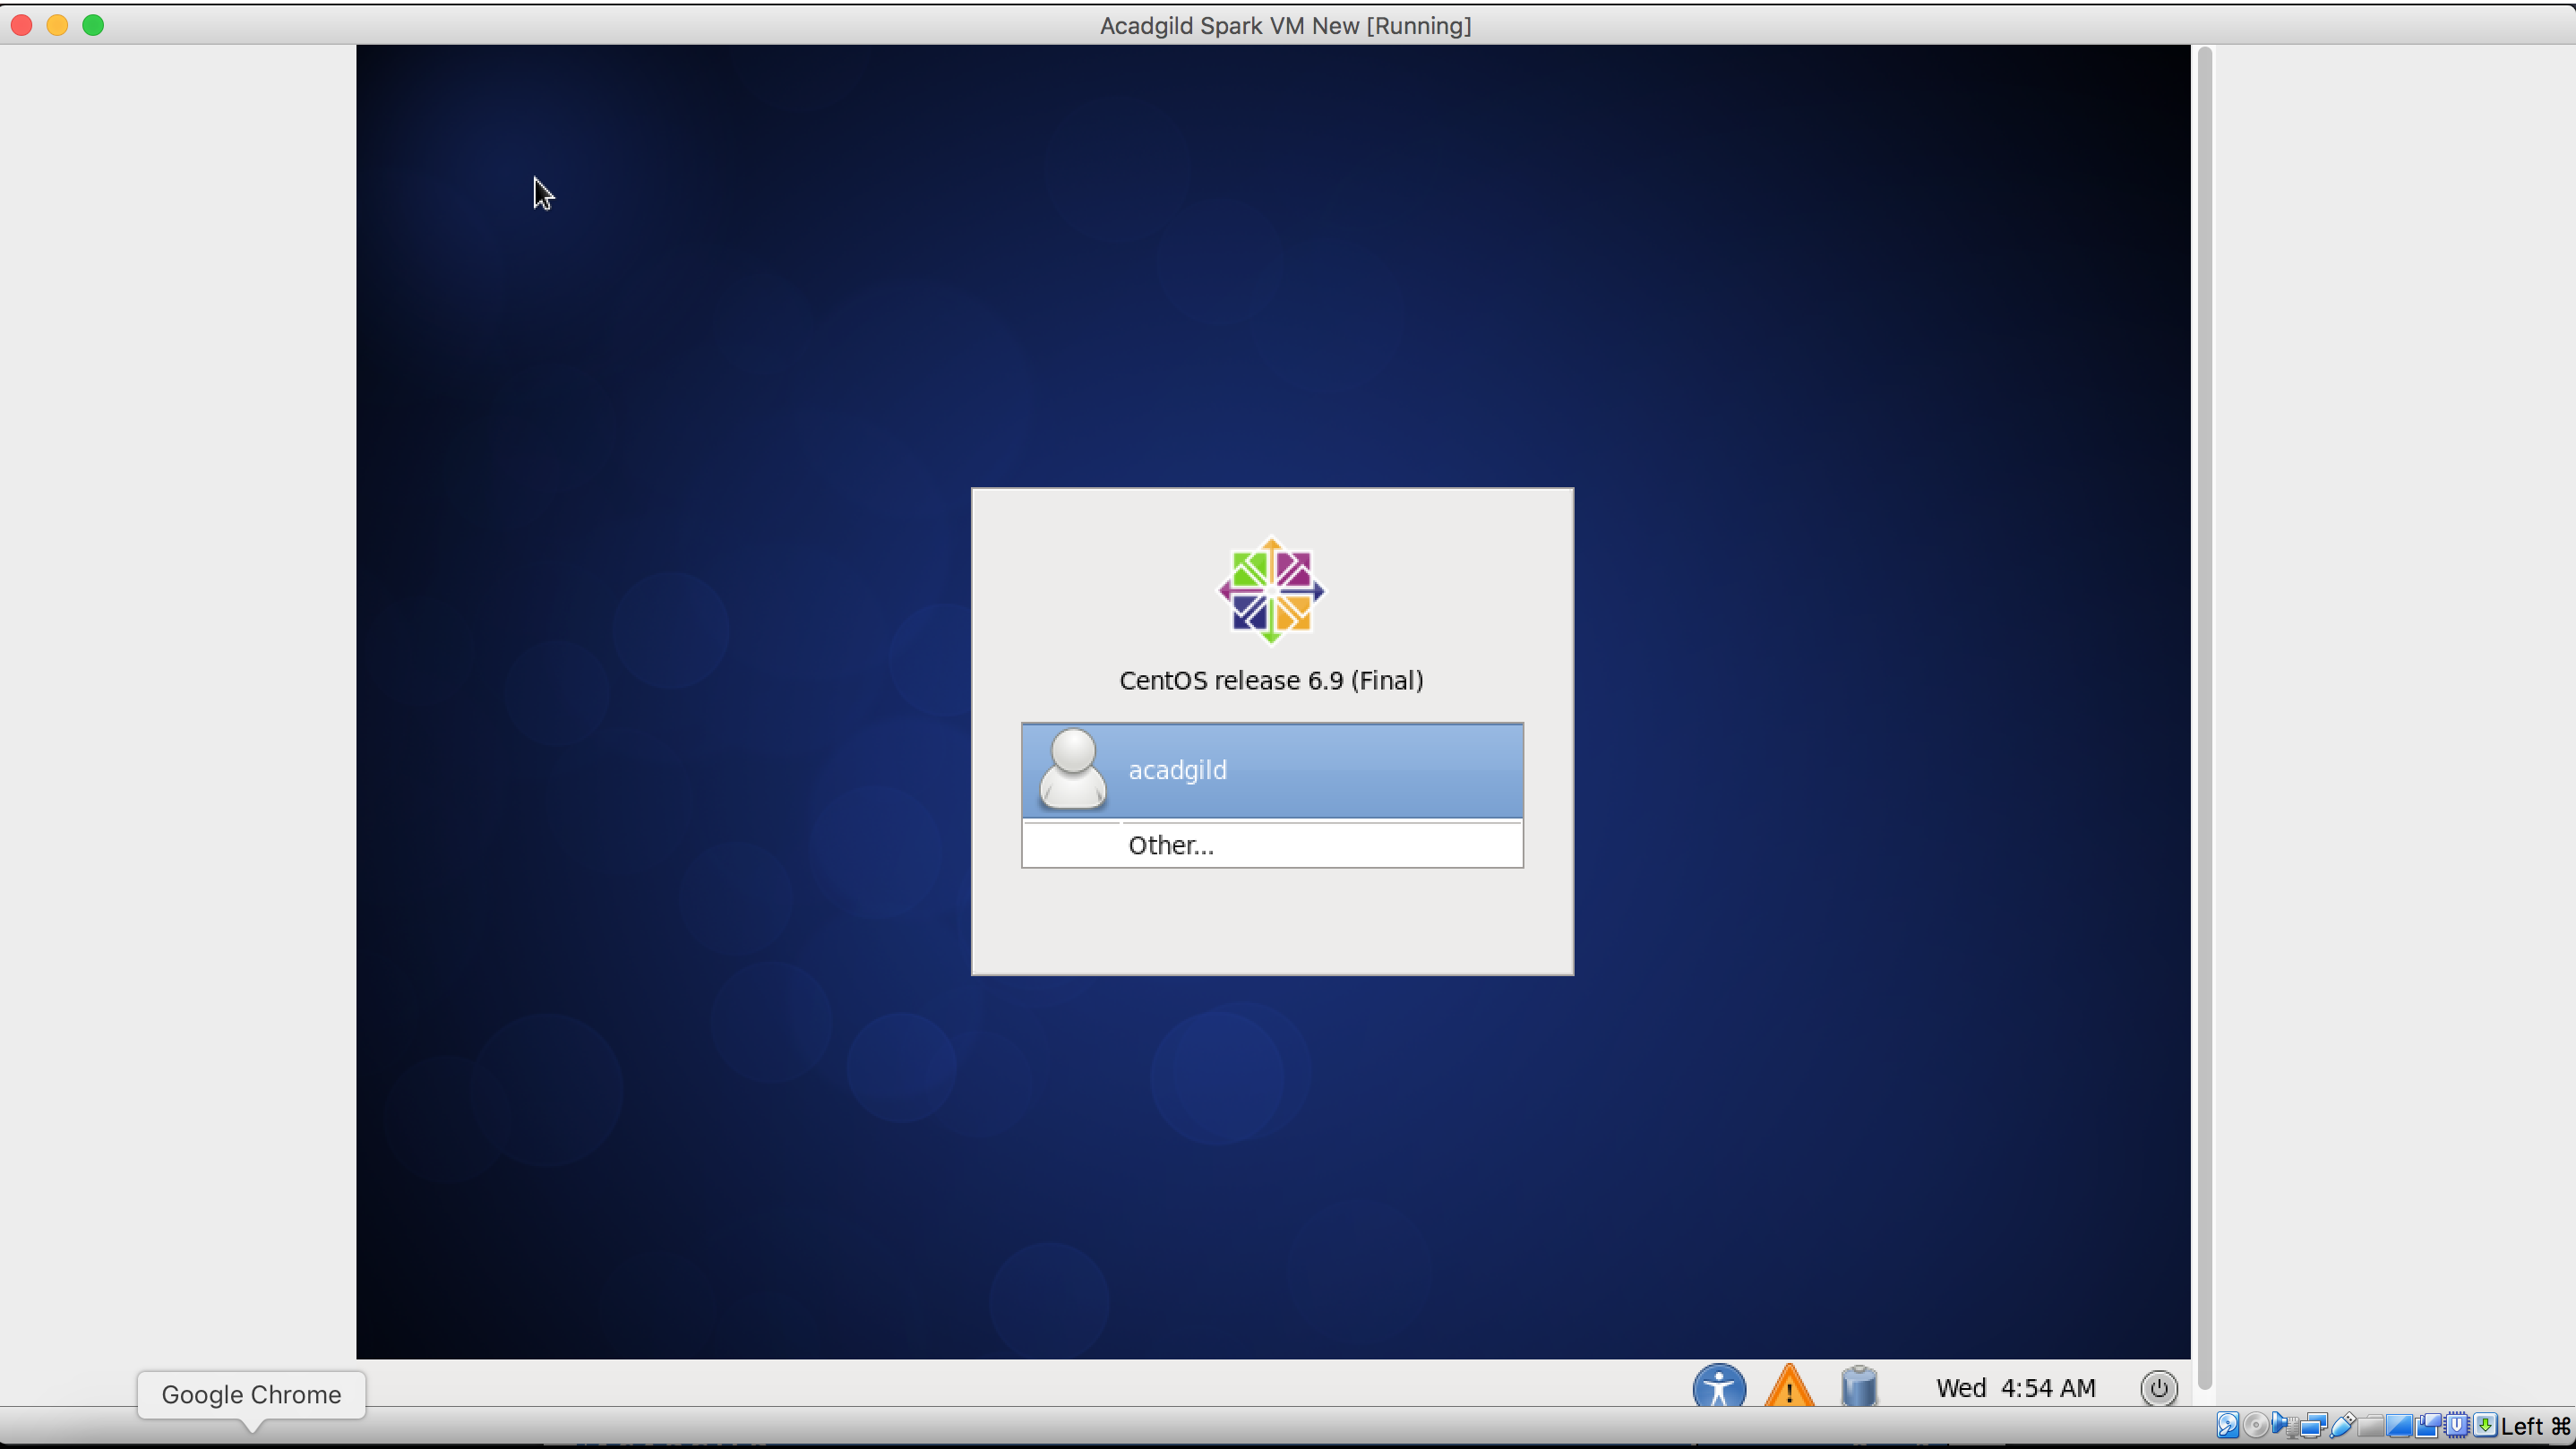 Acadgild Spark VM New [Running]
CentOS release 6.9 (Final)
acadgild
Other...
Wed 4:54 AM
Google Chrome
Left ⌘